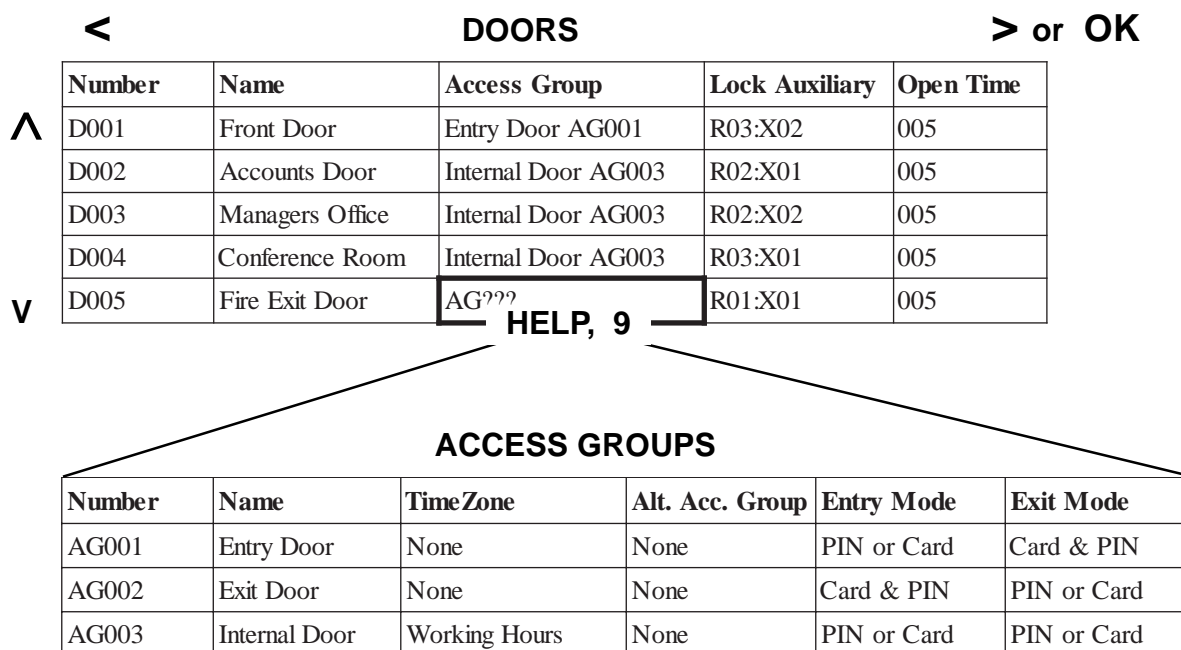 < DOORS > or OK
Number Name Access Group Lock Auxiliary Open Time
∧ D001 Front Door Entry Door AG001 R03:X02 005
D002 Accounts Door Internal Door AG003 R02:X01 005
D003 Managers Office Internal Door AG003 R02:X02 005
D004 Conference Room Internal Door AG003 R03:X01 005
∨ D005 Fire Exit Door AG??? R01:X01 005
HELP, 9
ACCESS GROUPS
Number Name TimeZone Alt. Acc. Group Entry Mode Exit Mode
AG001 Entry Door None None PIN or Card Card & PIN
AG002 Exit Door None None Card & PIN PIN or Card
AG003 Internal Door Working Hours None PIN or Card PIN or Card